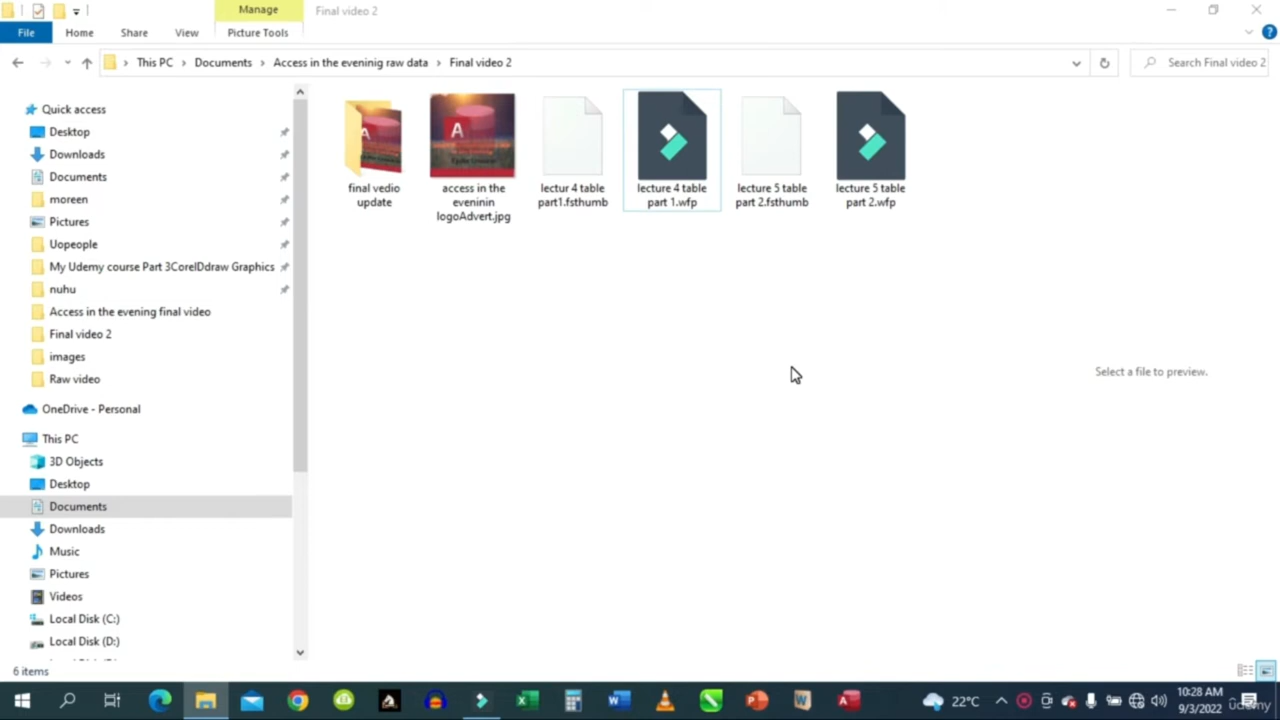 Manage
Final video 2
File
Home
Share
View
Picture Tools
This PC
Documents
Access in the eveninig raw data
Final video 2
Search Final video 2
Quick access
Desktop
Downloads
Documents
moreen
Pictures
Uopeople
My Udemy course Part 3CorelDdraw Graphics
nuhu
Access in the evening final video
Final video 2
images
Raw video
OneDrive - Personal
This PC
3D Objects
Desktop
Documents
Downloads
Music
Pictures
Videos
Local Disk (C:)
Local Disk (D:)
final vedio
update
access in the
eveninin
logoAdvert.jpg
lectur 4 table
part1.fsthumb
lecture 4 table
part 1.wfp
lecture 5 table
part 2.fsthumb
lecture 5 table
part 2.wfp
Select a file to preview.
6 items
22°C
10:28 AM
9/3/2022
udemy